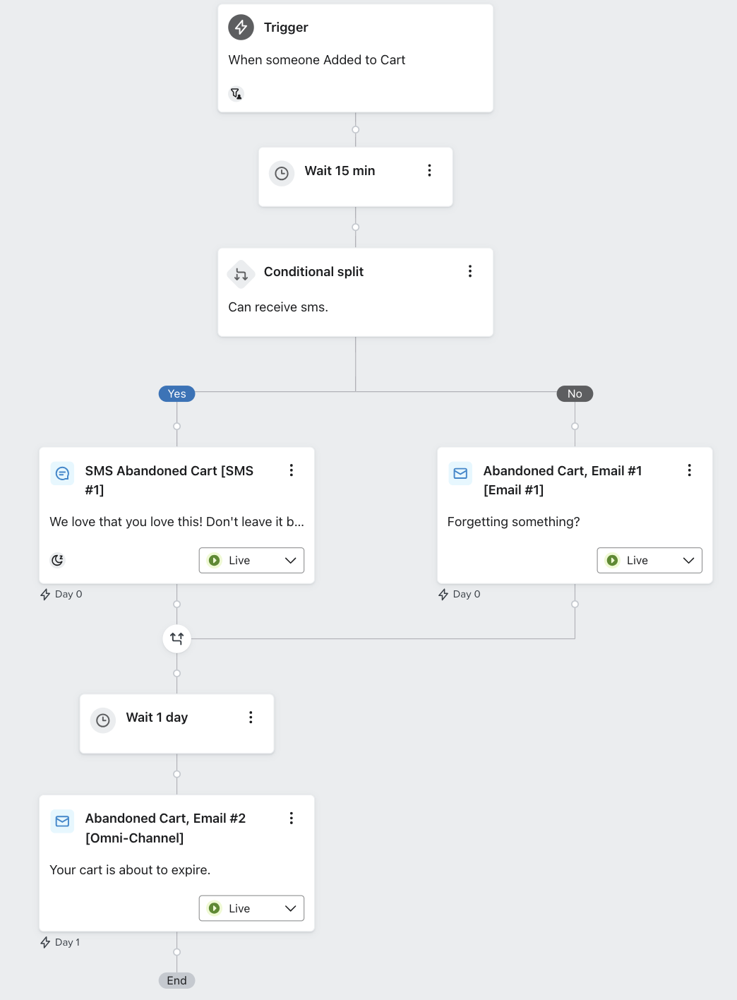 Trigger
When someone Added to Cart
Wait 15 min
Conditional split
Can receive sms.
Yes
No
SMS Abandoned Cart [SMS
#1]
We love that you love this! Don't leave it b...
Live
Day 0
Abandoned Cart, Email #1
[Email #1]
Forgetting something?
Live
Day 0
Wait 1 day
Abandoned Cart, Email #2
[Omni-Channel]
Your cart is about to expire.
Live
Day 1
End